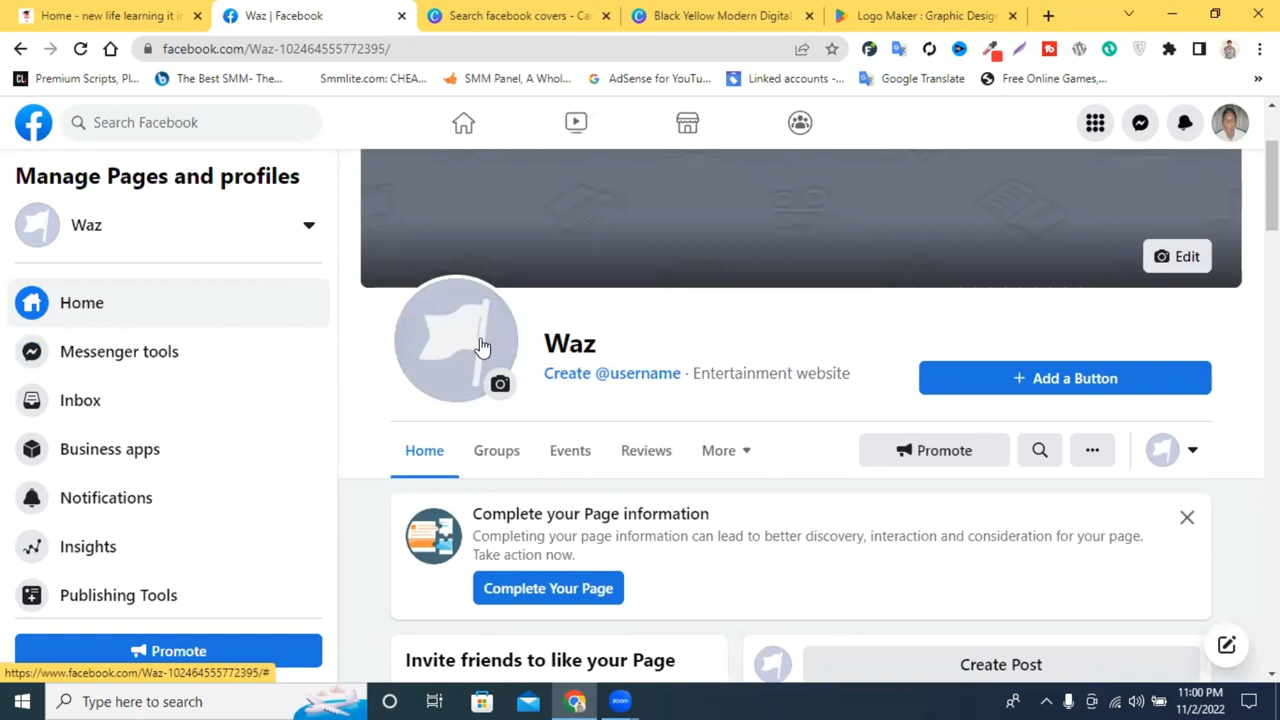 Home - new life learning it in
Waz | Facebook
Search facebook covers - Can
Black Yellow Modern Digital
Logo Maker : Graphic Design
facebook.com/Waz-102464555772395/
Premium Scripts, Pl...
The Best SMM- The...
Smmlite.com: CHEA...
SMM Panel, A Whol...
AdSense for YouTu...
Linked accounts -...
Google Translate
Free Online Games,...
Search Facebook
Manage Pages and profiles
Waz
Home
Messenger tools
Inbox
Business apps
Notifications
Insights
Publishing Tools
Promote
https://www.facebook.com/Waz-102464555772395/#
Edit
Waz
Create @username · Entertainment website
+ Add a Button
Home
Groups
Events
Reviews
More
Promote
Complete your Page information
Completing your page information can lead to better discovery, interaction and consideration for your page.
Take action now.
Complete Your Page
Invite friends to like your Page
Create Post
Type here to search
zoom
11:00 PM
11/2/2022